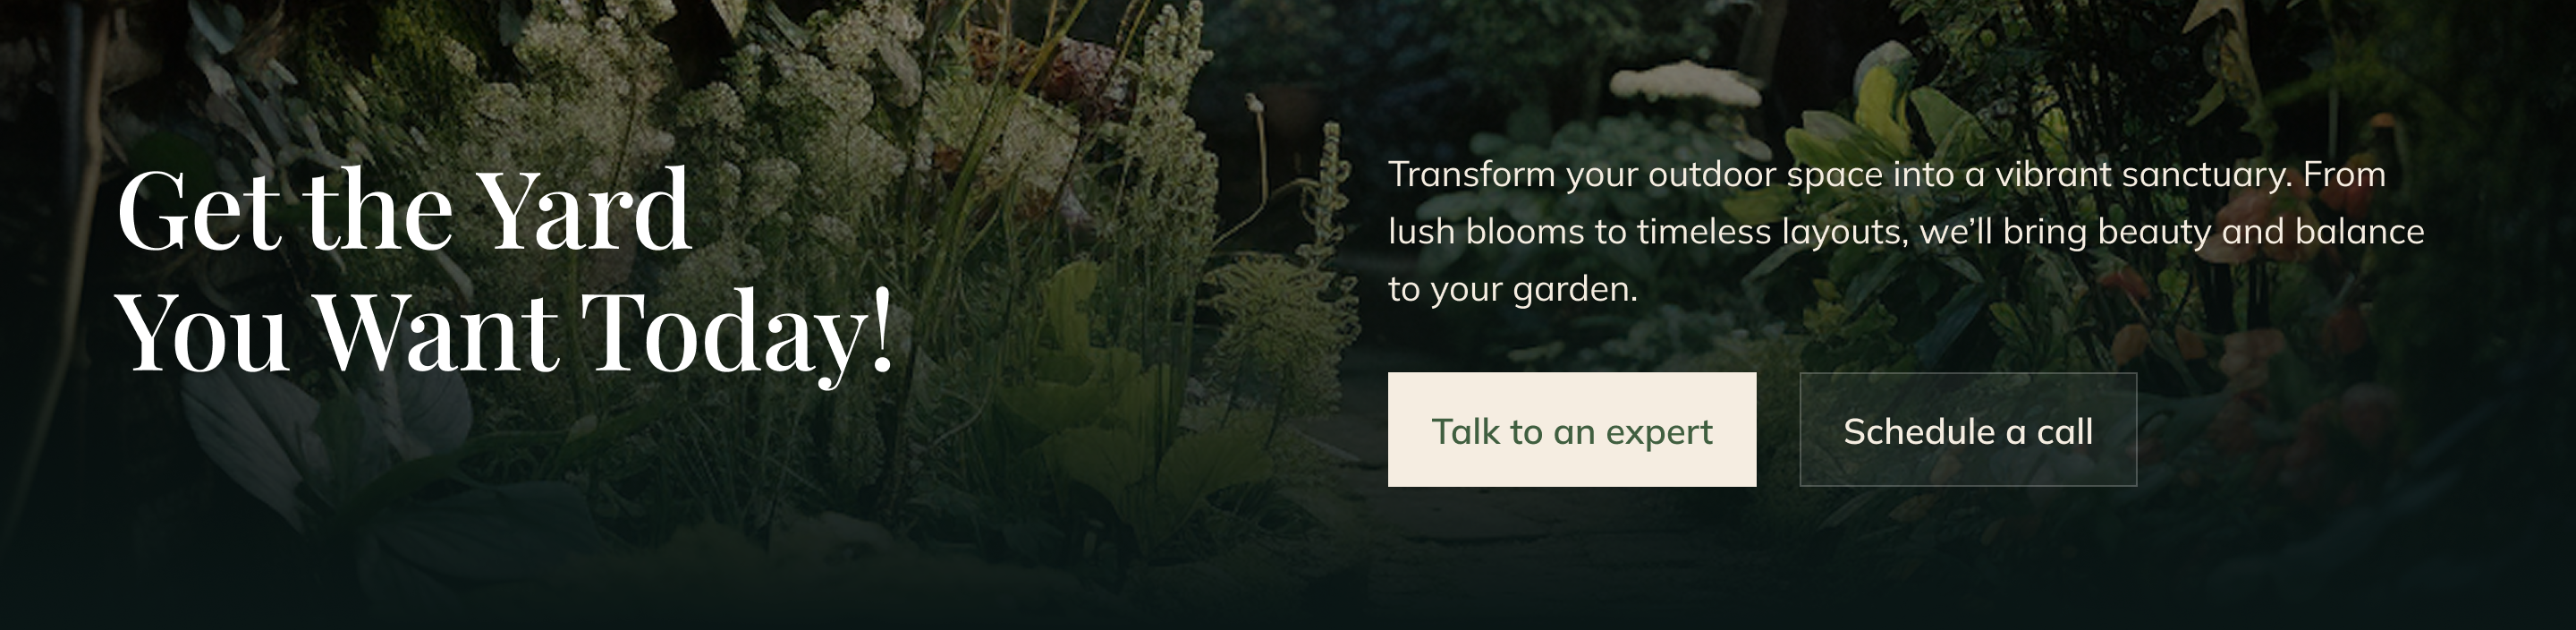 Get the Yard
You Want Today!
Transform your outdoor space into a vibrant sanctuary. From
lush blooms to timeless layouts, we’ll bring beauty and balance
to your garden.
Talk to an expert
Schedule a call